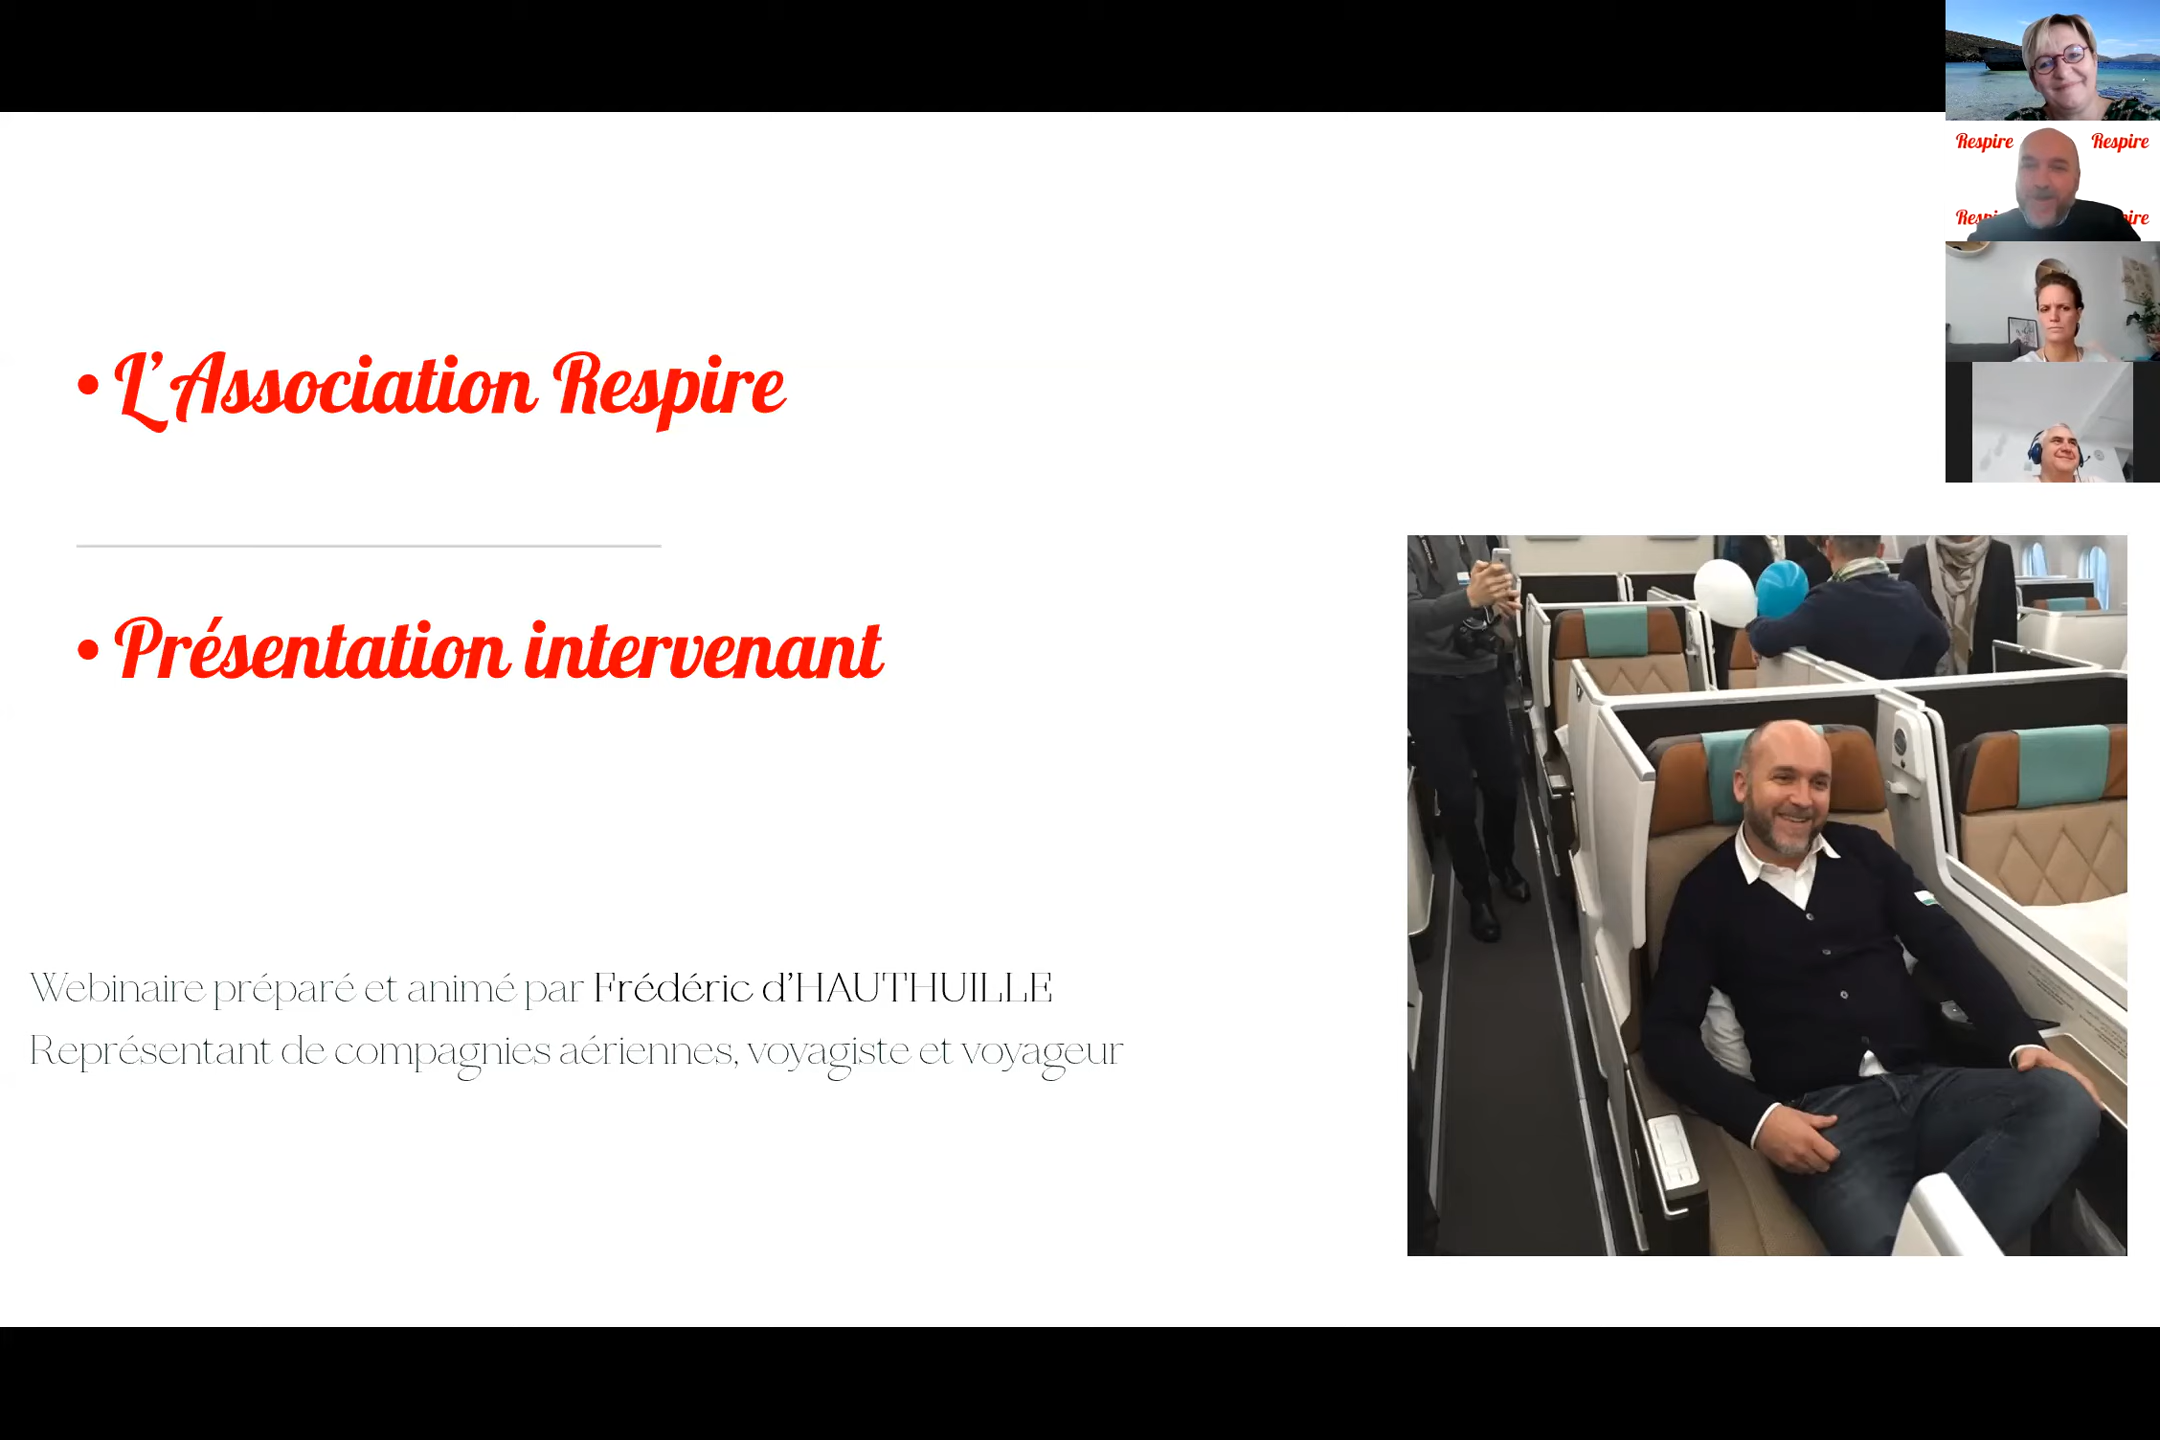 • L'Association Respire
• Présentation intervenant
Webinaire préparé et animé par Frédéric d'HAUTHUILLE
Représentant de compagnies aériennes, voyagiste et voyageur
Respire
Respire